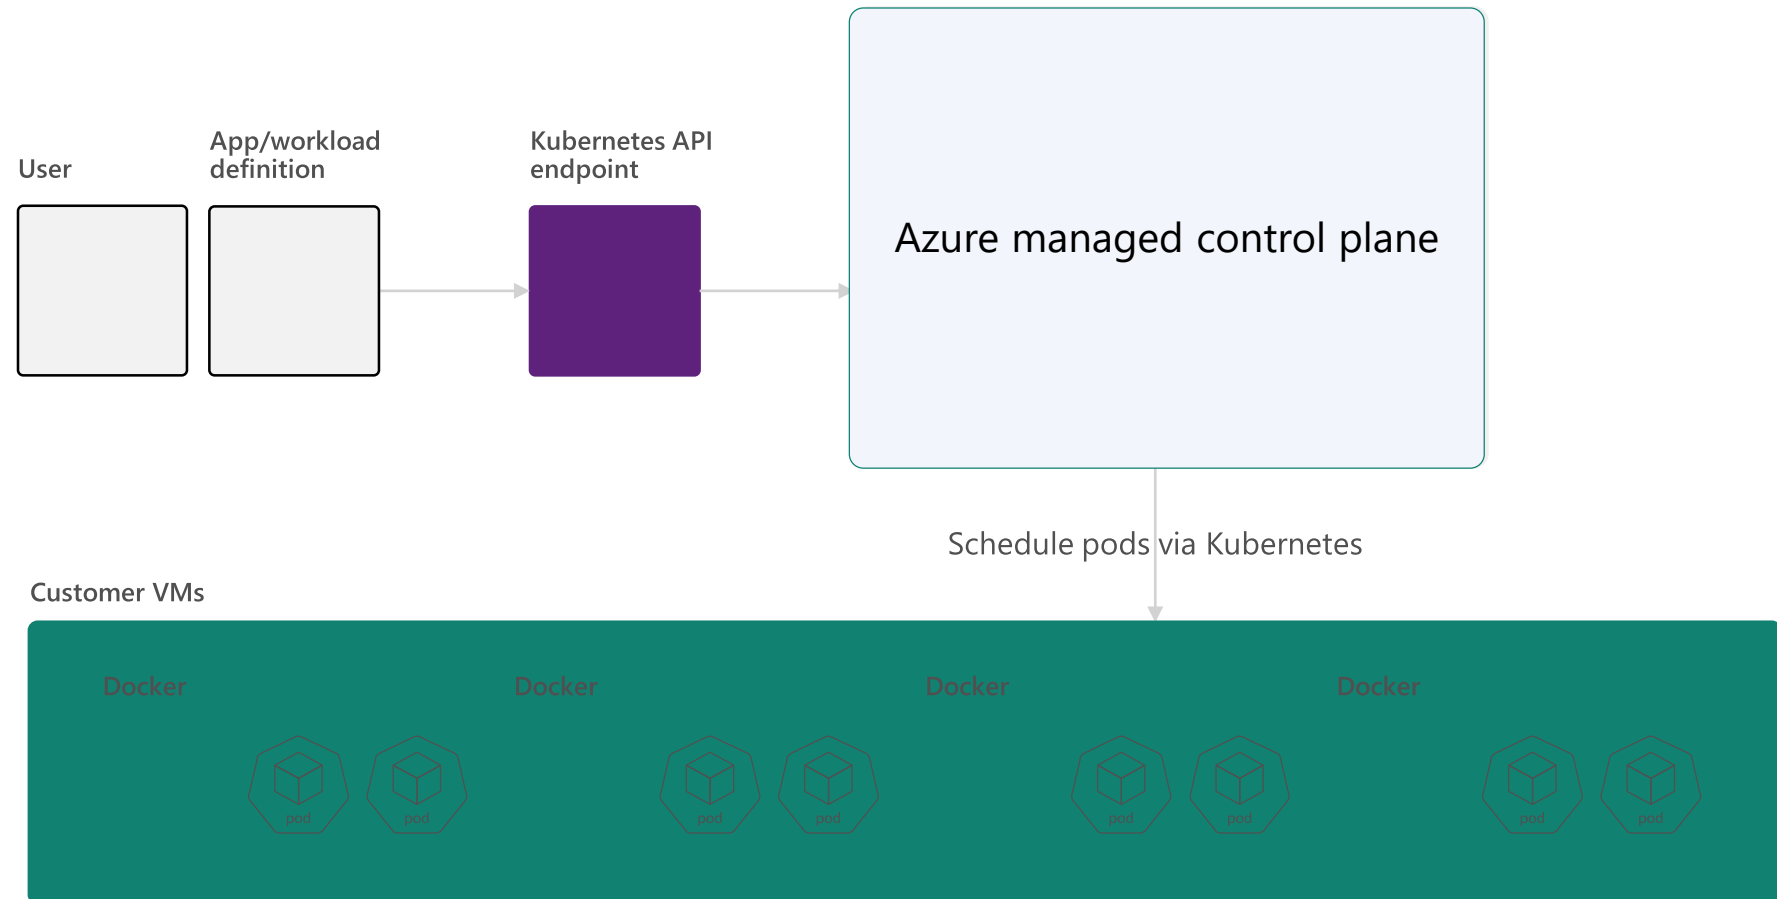 User
App/workload
definition
Kubernetes API
endpoint
Azure managed control plane
Schedule pods via Kubernetes
Customer VMs
Docker
Docker
Docker
Docker
pod
pod
pod
pod
pod
pod
pod
pod